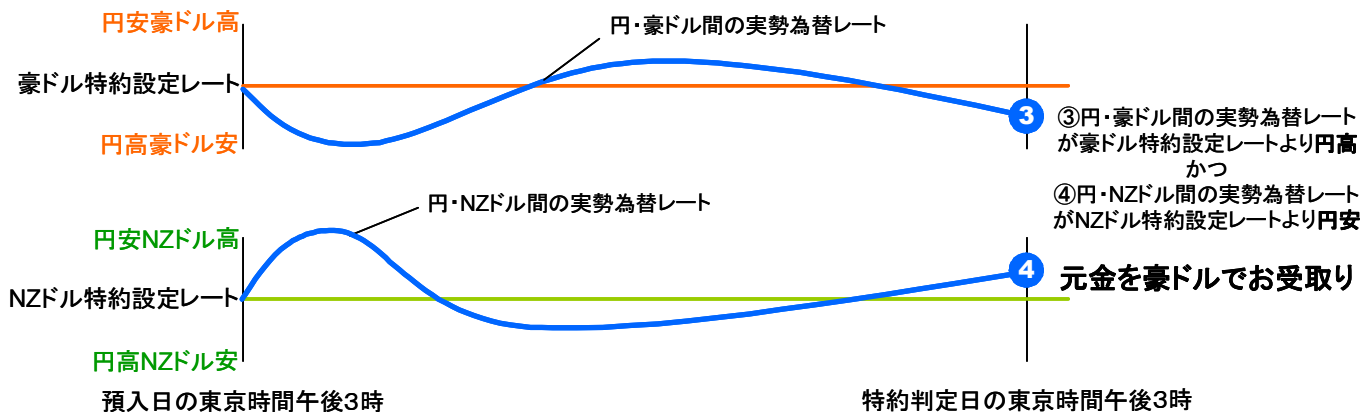 円安豪ドル高
円・豪ドル間の実勢為替レート
豪ドル特約設定レート
円高豪ドル安
3
③円・豪ドル間の実勢為替レート
が豪ドル特約設定レートより円高
かつ
④円・NZドル間の実勢為替レート
がNZドル特約設定レートより円安
円・NZドル間の実勢為替レート
円安NZドル高
4
元金を豪ドルでお受取り
NZドル特約設定レート
円高NZドル安
預入日の東京時間午後3時
特約判定日の東京時間午後3時